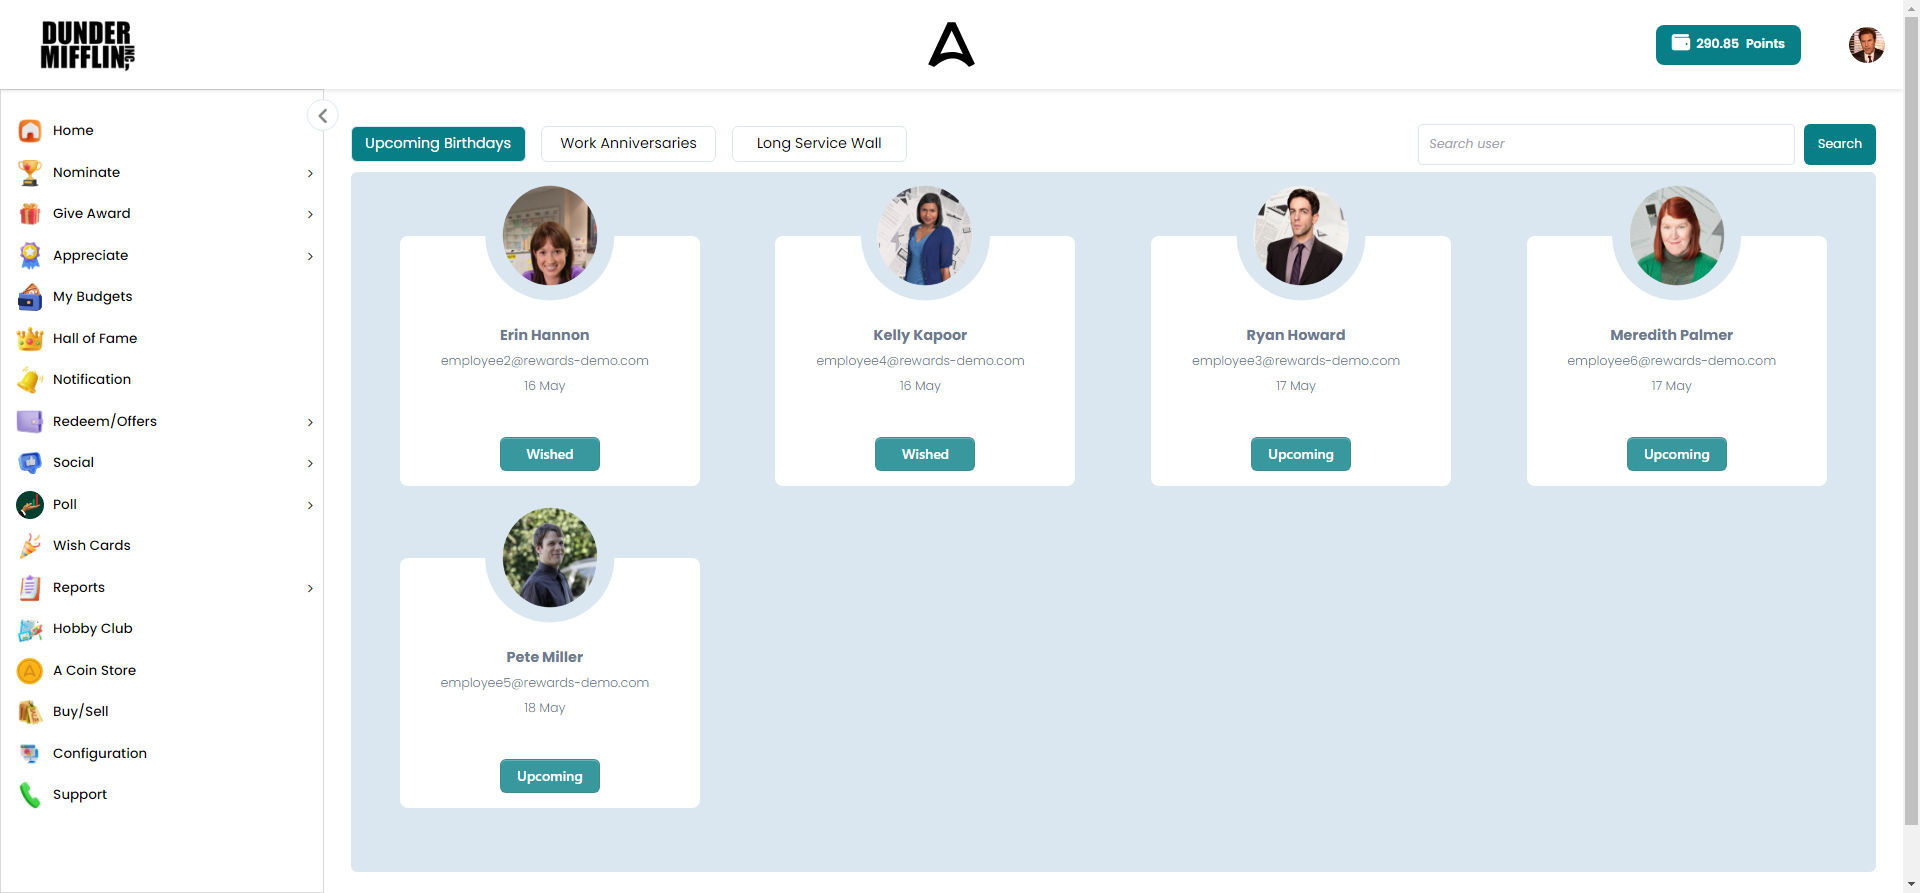 DUNDER
MIFFLIN, INC
290.85 Points
Home
Nominate
Give Award
Appreciate
My Budgets
Hall of Fame
Notification
Redeem/Offers
Social
Poll
Wish Cards
Reports
Hobby Club
A Coin Store
Buy/Sell
Configuration
Support
Upcoming Birthdays
Work Anniversaries
Long Service Wall
Search user
Search
Erin Hannon
employee2@rewards-demo.com
16 May
Wished
Kelly Kapoor
employee4@rewards-demo.com
16 May
Wished
Ryan Howard
employee3@rewards-demo.com
17 May
Upcoming
Meredith Palmer
employee6@rewards-demo.com
17 May
Upcoming
Pete Miller
employee5@rewards-demo.com
18 May
Upcoming